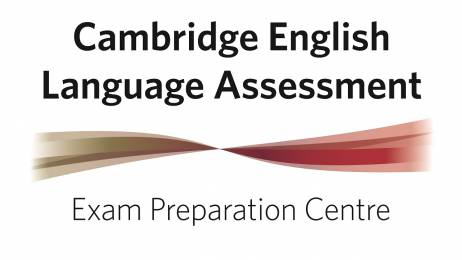 Cambridge English
Language Assessment
Exam Preparation Centre